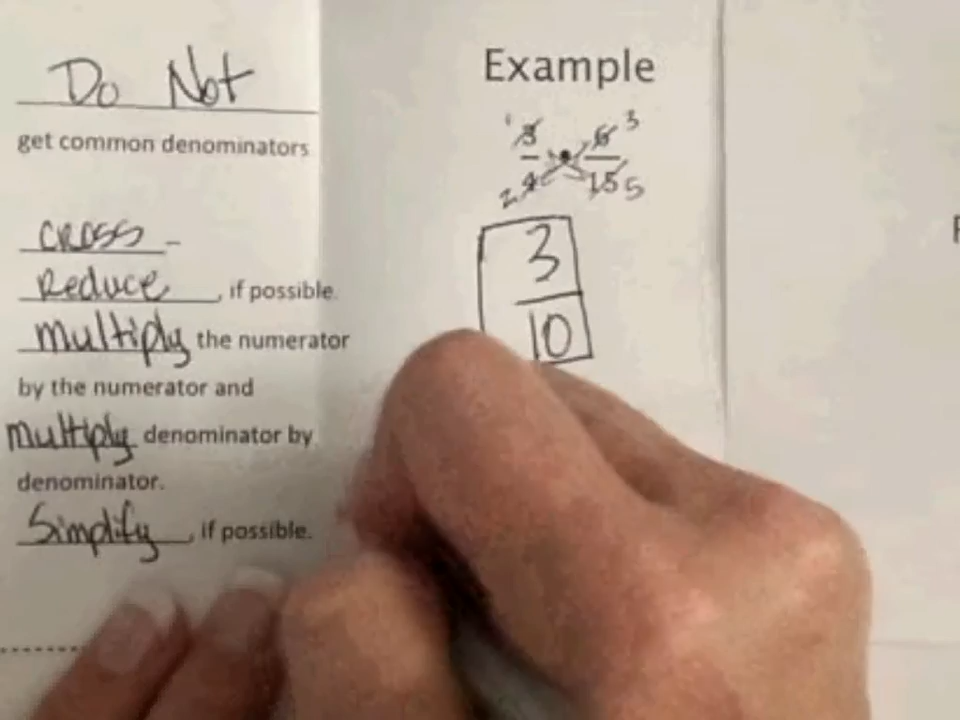 Do Not
get common denominators
cross-
Reduce, if possible.
multiply the numerator
by the numerator and
multiply denominator by
denominator.
Simplify, if possible.
Example
1 3 6 3
2 4 • 15 5
3
10